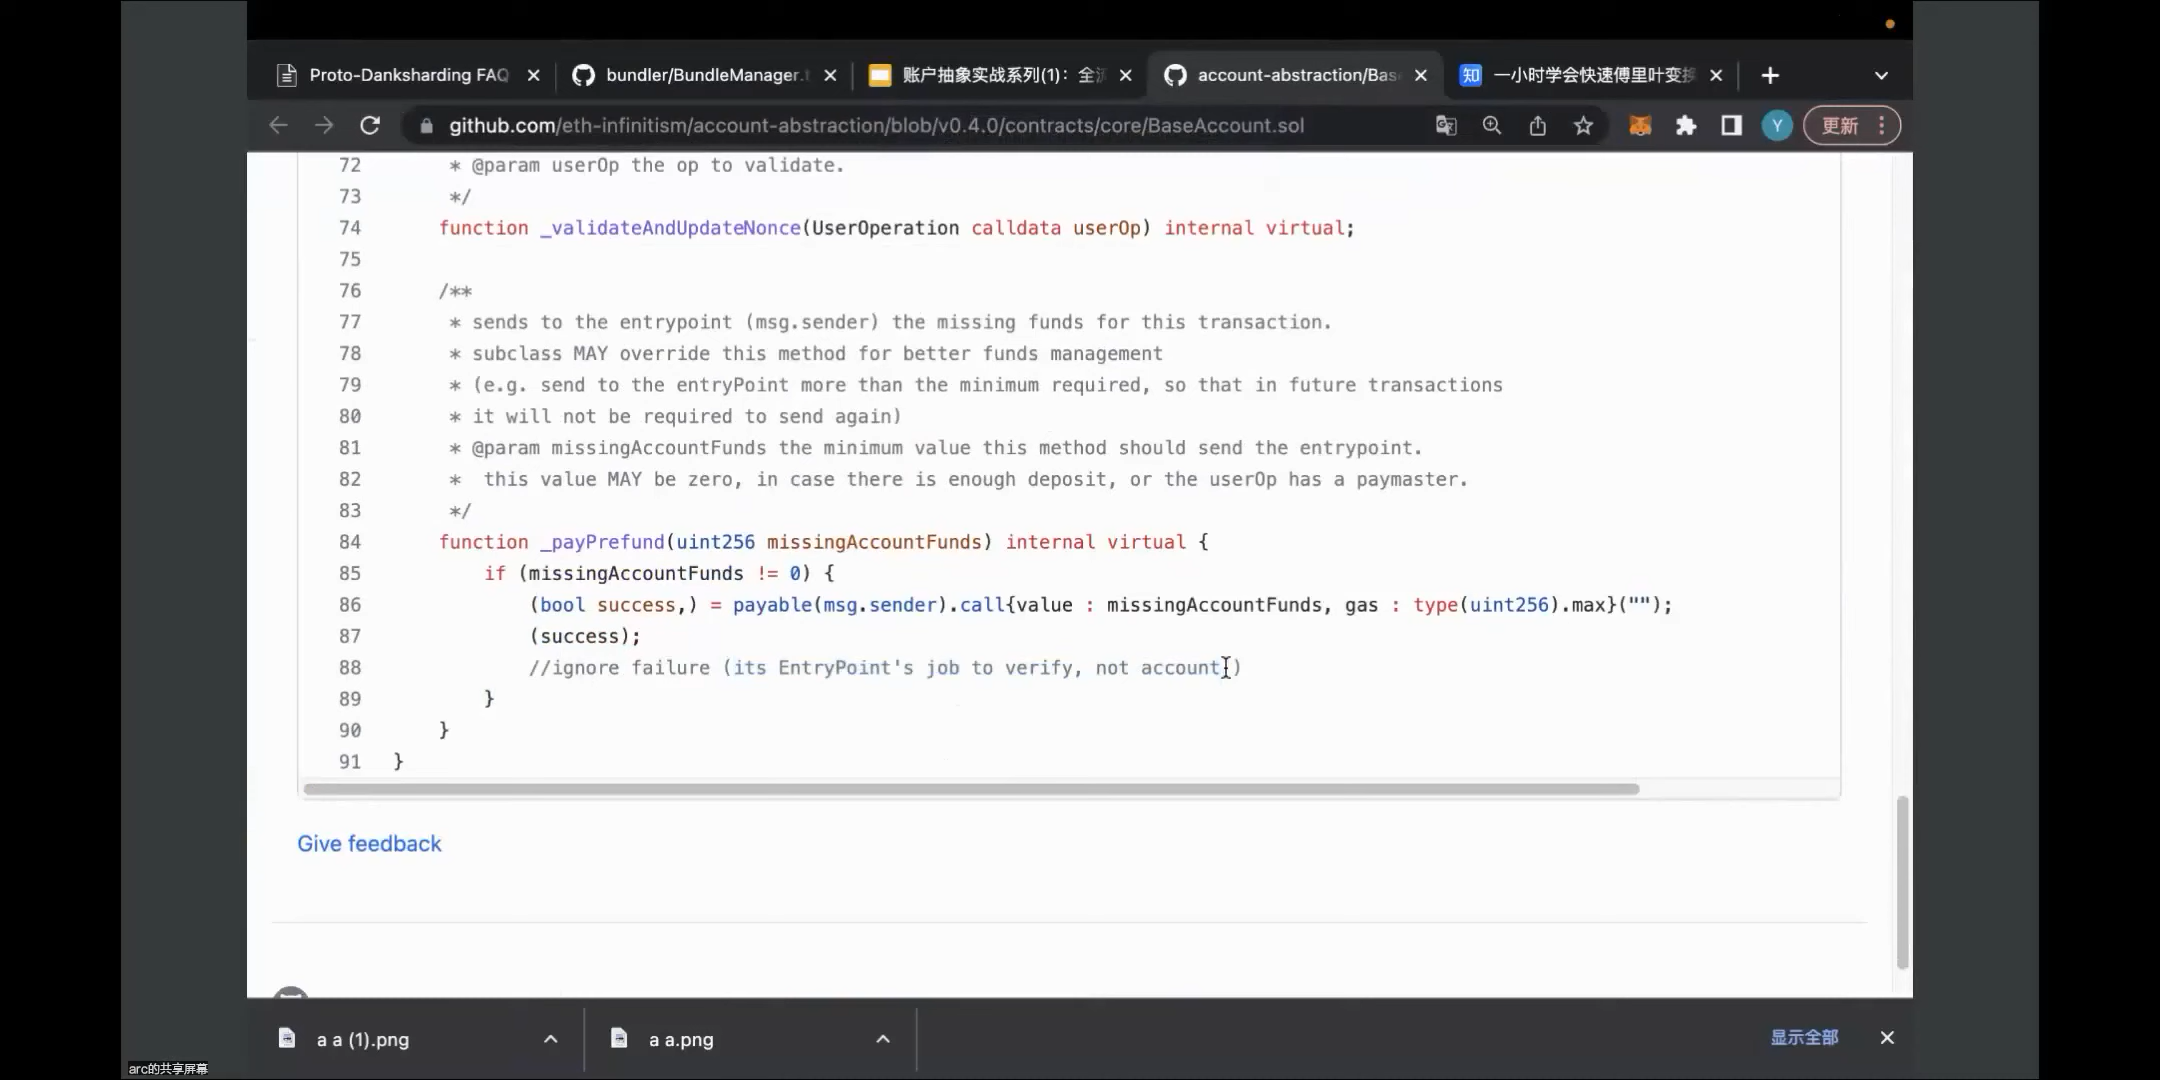 Proto-Danksharding FAQ
bundler/BundleManager.t
账户抽象实战系列(1)：全
account-abstraction/Bas
知 一小时学会快速傅里叶变换
github.com/eth-infinitism/account-abstraction/blob/v0.4.0/contracts/core/BaseAccount.sol
Y
更新
72 * @param userOp the op to validate.
73 */
74 function _validateAndUpdateNonce(UserOperation calldata userOp) internal virtual;
75
76 /**
77 * sends to the entrypoint (msg.sender) the missing funds for this transaction.
78 * subclass MAY override this method for better funds management
79 * (e.g. send to the entryPoint more than the minimum required, so that in future transactions
80 * it will not be required to send again)
81 * @param missingAccountFunds the minimum value this method should send the entrypoint.
82 * this value MAY be zero, in case there is enough deposit, or the userOp has a paymaster.
83 */
84 function _payPrefund(uint256 missingAccountFunds) internal virtual {
85 if (missingAccountFunds != 0) {
86 (bool success,) = payable(msg.sender).call{value : missingAccountFunds, gas : type(uint256).max}("");
87 (success);
88 //ignore failure (its EntryPoint's job to verify, not account.)
89 }
90 }
91 }
Give feedback
a a (1).png
a a.png
显示全部
arc的共享屏幕